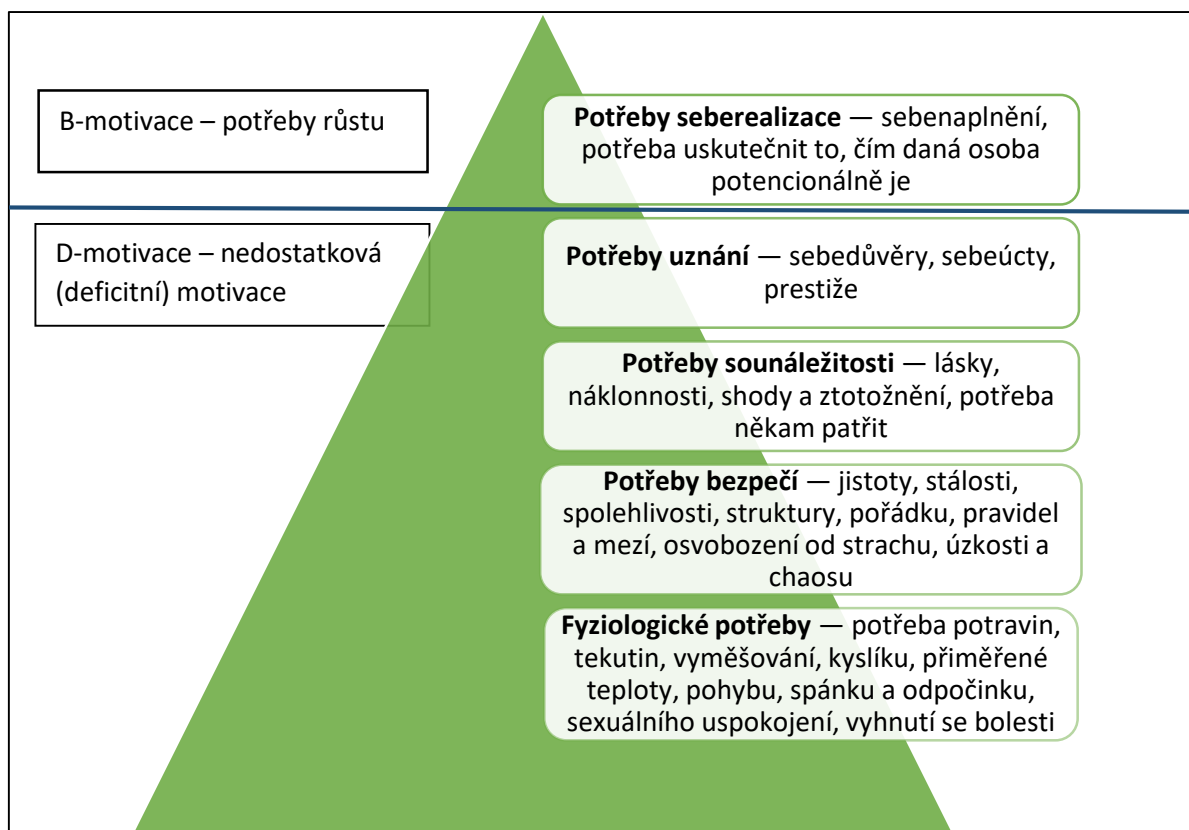 B-motivace – potřeby růstu
Potřeby seberealizace — sebenaplnění,
potřeba uskutečnit to, čím daná osoba
potencionálně je
D-motivace – nedostatková
(deficitní) motivace
Potřeby uznání — sebedůvěry, sebeúcty,
prestiže
Potřeby sounáležitosti — lásky,
náklonnosti, shody a ztotožnění, potřeba
někam patřit
Potřeby bezpečí — jistoty, stálosti,
spolehlivosti, struktury, pořádku, pravidel
a mezí, osvobození od strachu, úzkosti a
chaosu
Fyziologické potřeby — potřeba potravin,
tekutin, vyměšování, kyslíku, přiměřené
teploty, pohybu, spánku a odpočinku,
sexuálního uspokojení, vyhnutí se bolesti